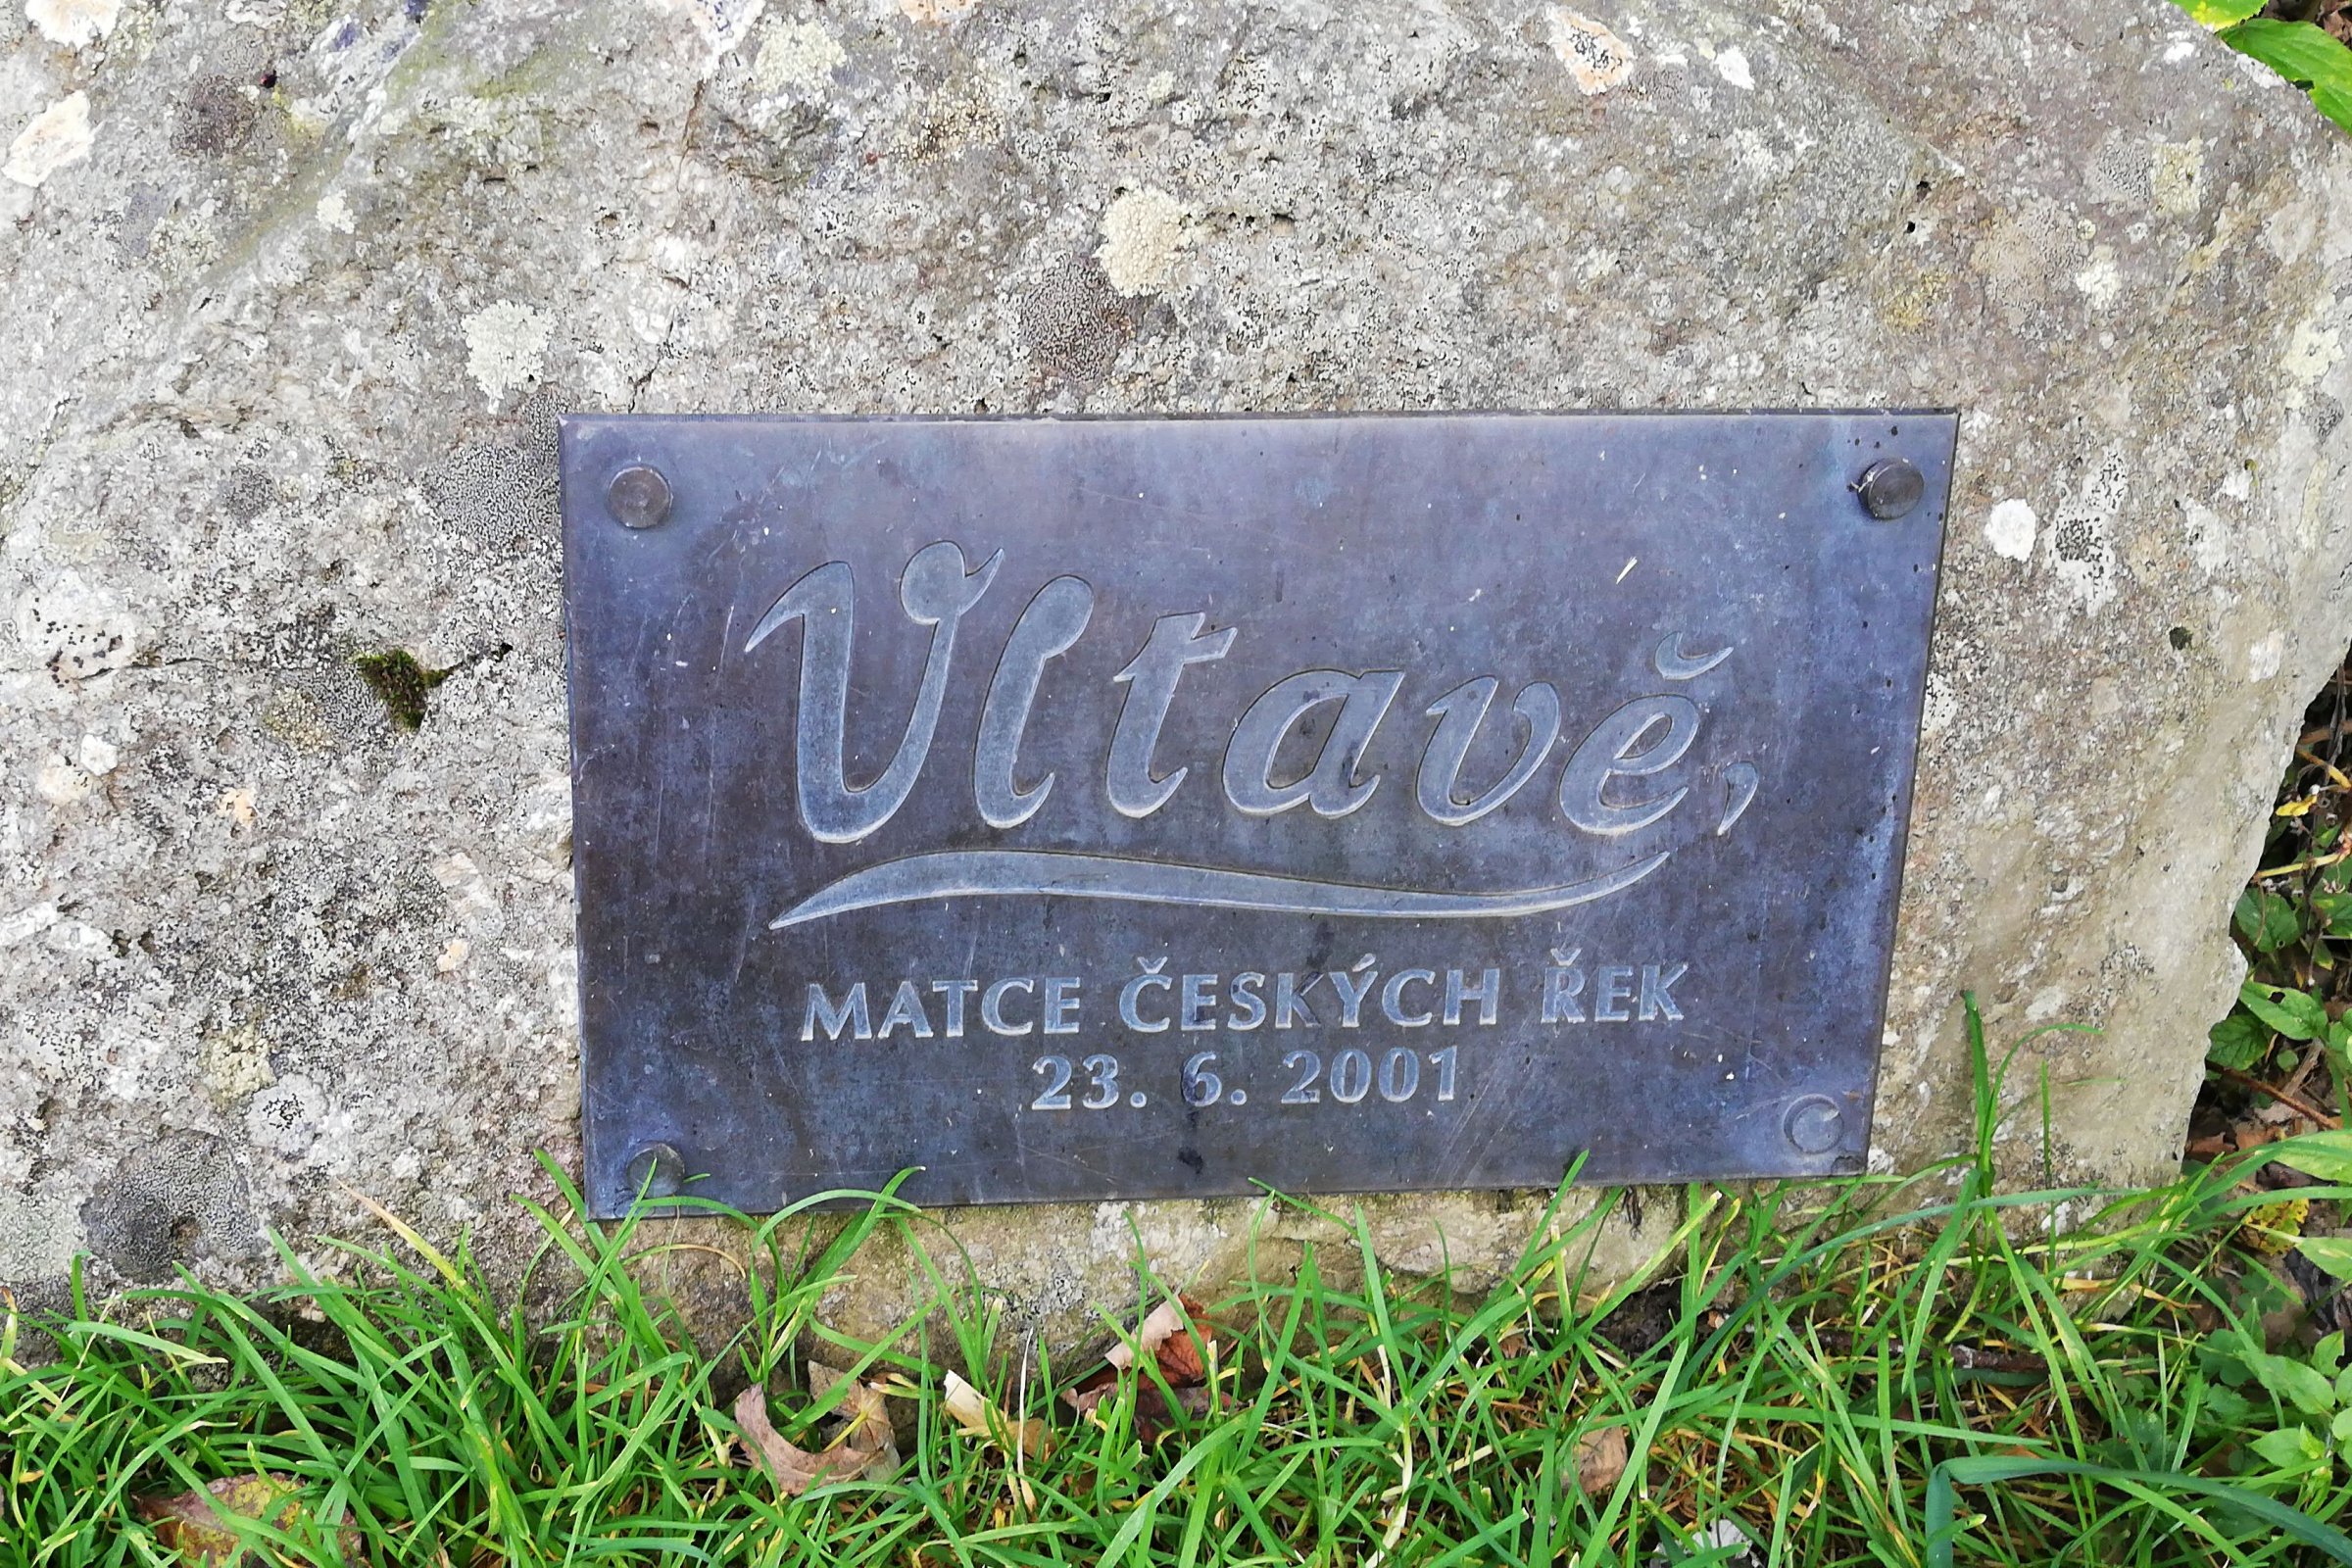 Vltavě,
MATCE ČESKÝCH ŘEK
23. 6. 2001